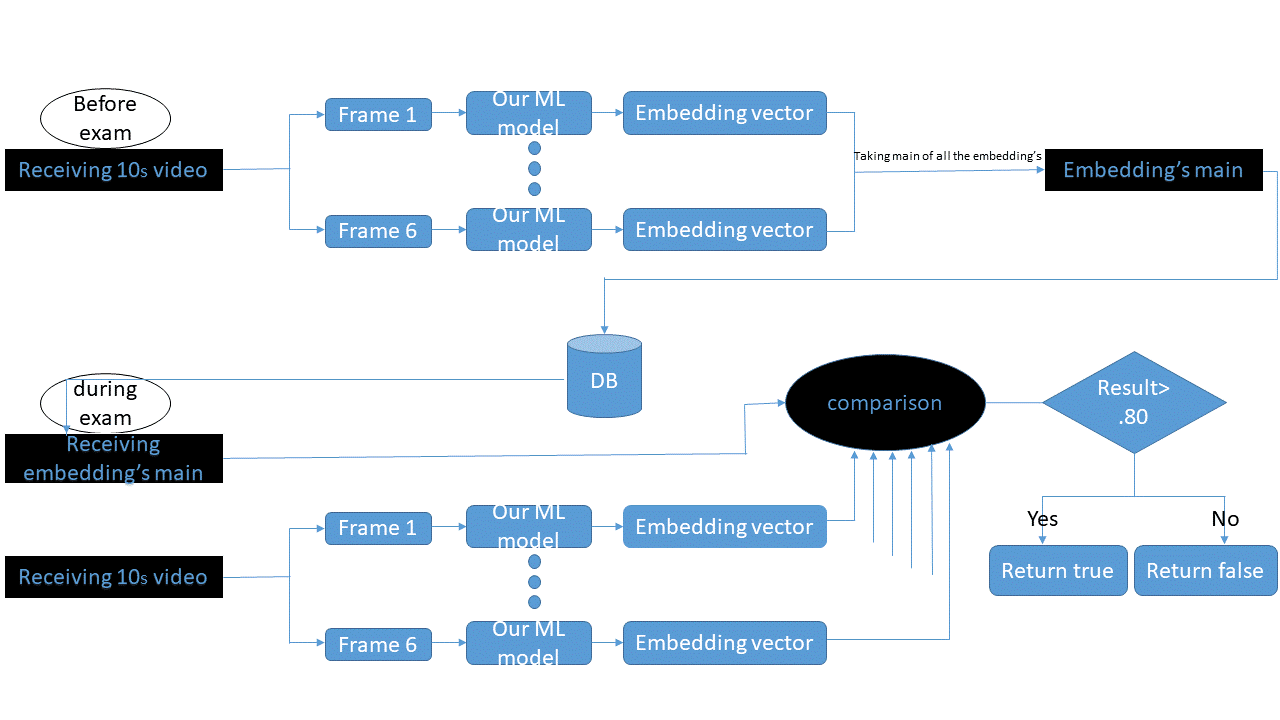 Before
exam
Receiving 10s video
Frame 1
Our ML
model
Embedding vector
Taking main of all the embedding's
Embedding's main
Frame 6
Our ML
model
Embedding vector
DB
during
exam
Receiving
embedding's main
comparison
Result>
.80
Yes
No
Return true
Return false
Receiving 10s video
Frame 1
Our ML
model
Embedding vector
Frame 6
Our ML
model
Embedding vector